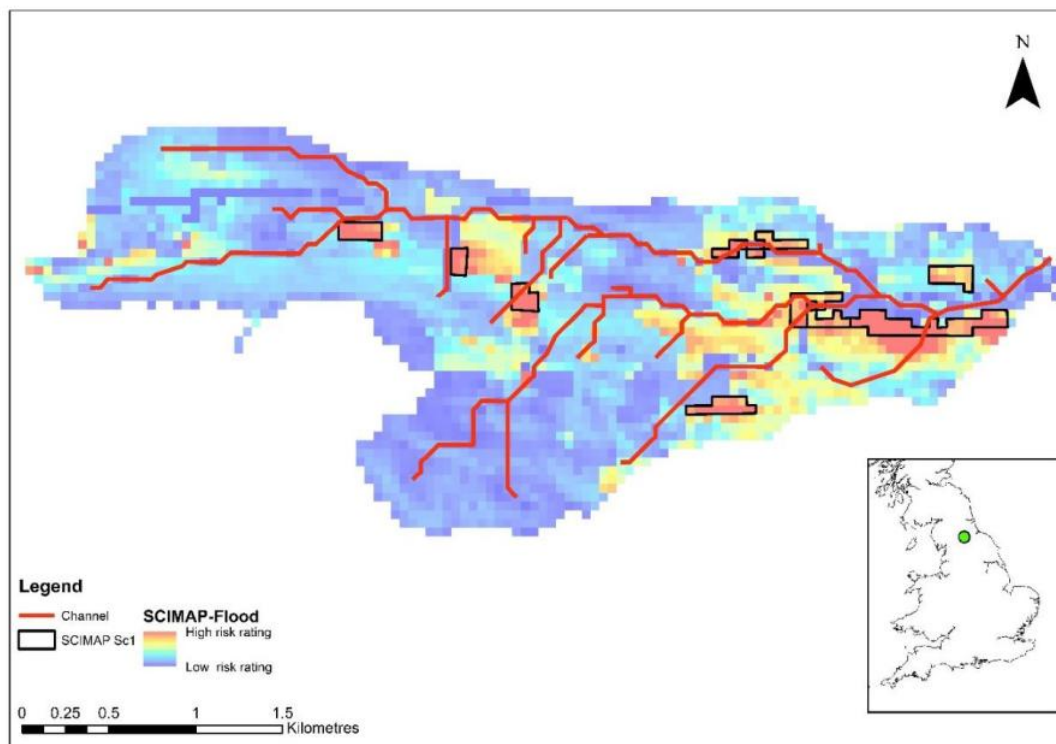 N
Legend
Channel
SCIMAP Sc1
SCIMAP-Flood
High risk rating
Low risk rating
0 0.25 0.5 1 1.5
Kilometres